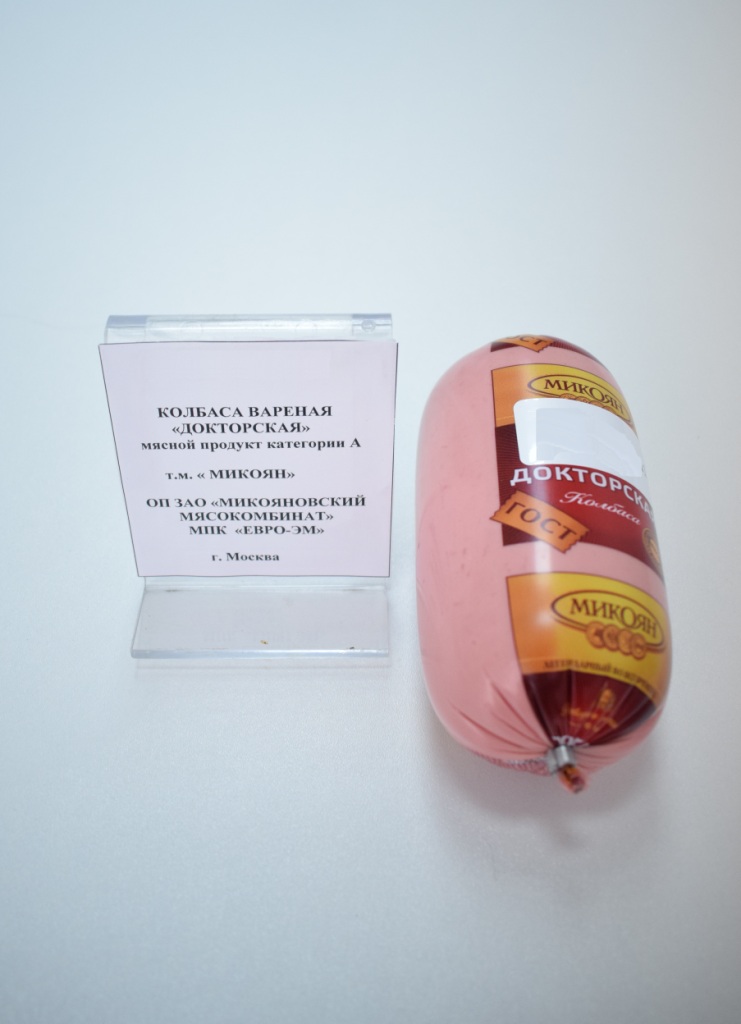 КОЛБАСА ВАРЕНАЯ
«ДОКТОРСКАЯ»
мясной продукт категории А
т.м. « МИКОЯН»
ОП ЗАО «МИКОЯНОВСКИЙ
МЯСОКОМБИНАТ»
МПК «ЕВРО-ЭМ»
г. Москва
МИКОЯН
ДОКТОРСКА
Колбаса
ГОСТ
МИКОЯН